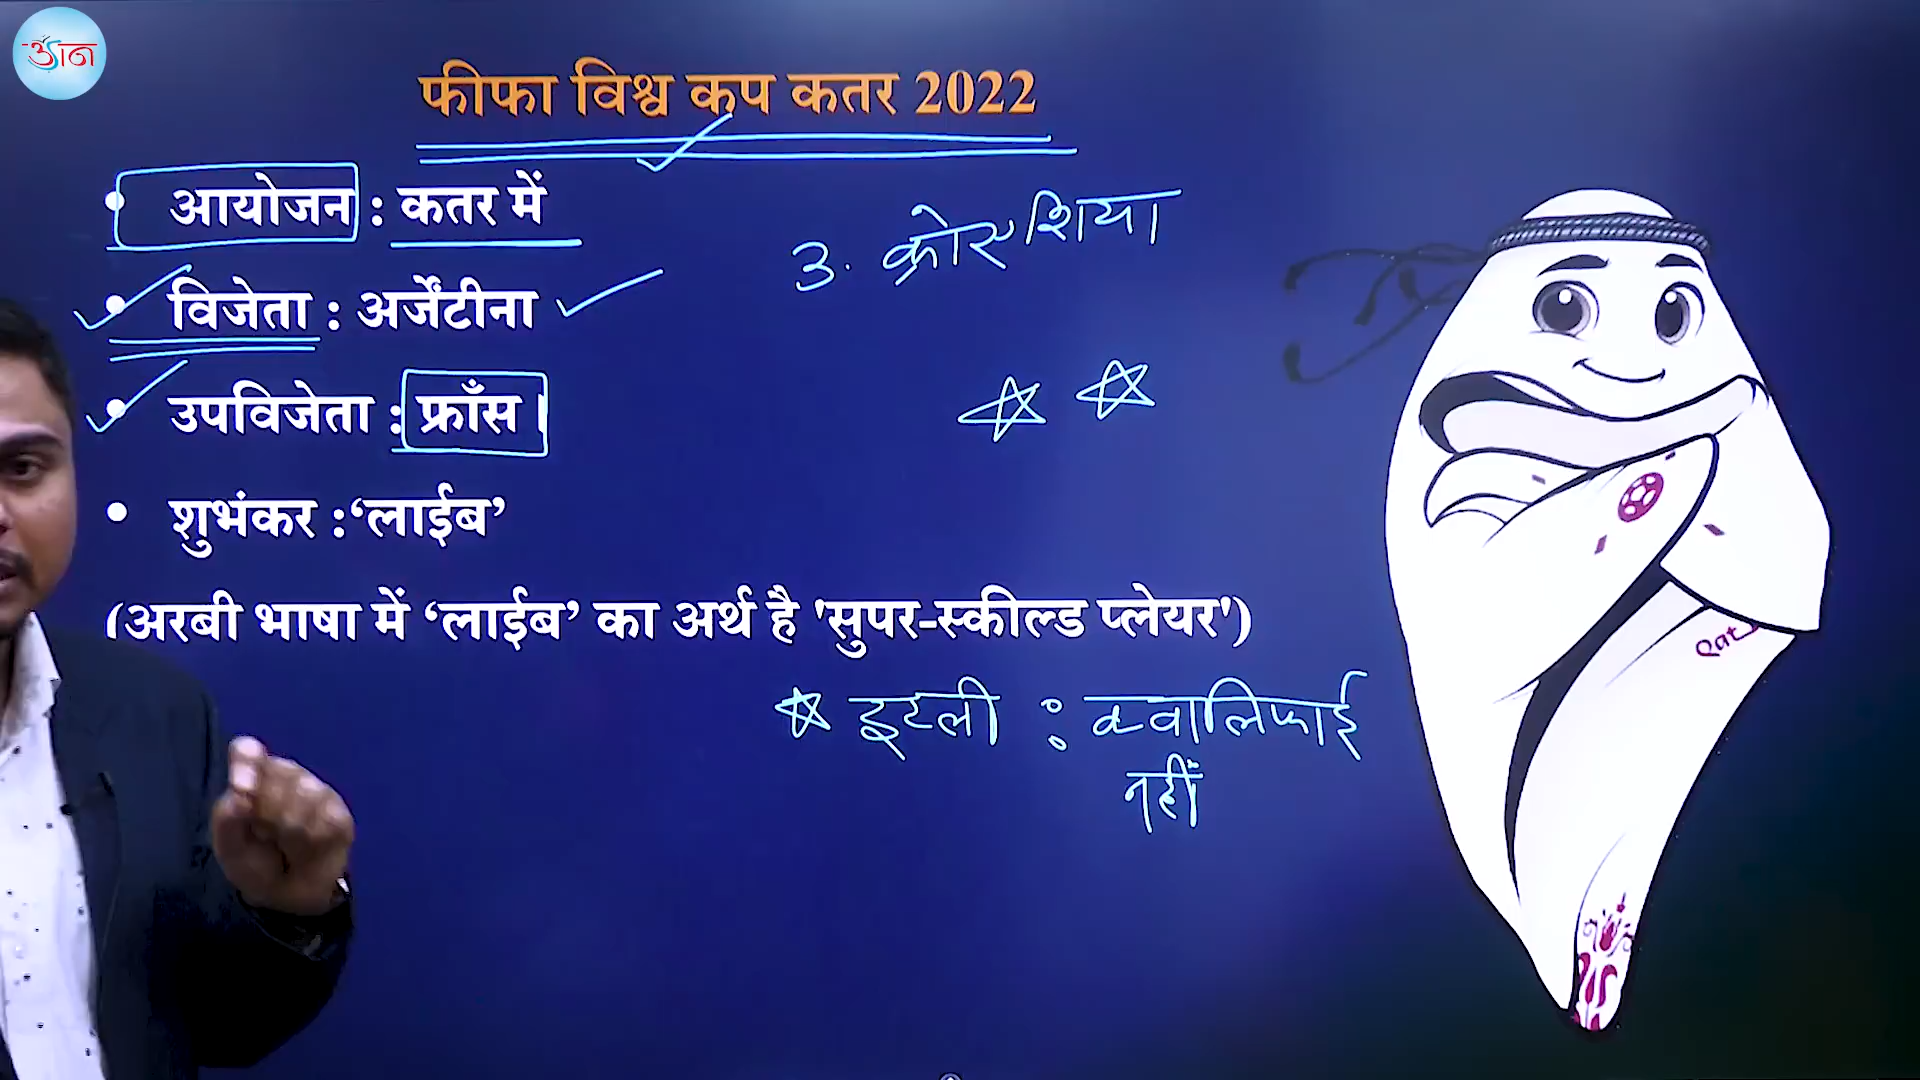 ज्ञान
फीफा विश्व कप कतर 2022
• आयोजन : कतर में
3. क्रोएशिया
• विजेता : अर्जेंटीना
• उपविजेता : फ्राँस ।
• शुभंकर :‘लाईब’
(अरबी भाषा में ‘लाईब’ का अर्थ है 'सुपर-स्कील्ड प्लेयर')
इटली : क्वालिफाई
नहीं
Qat